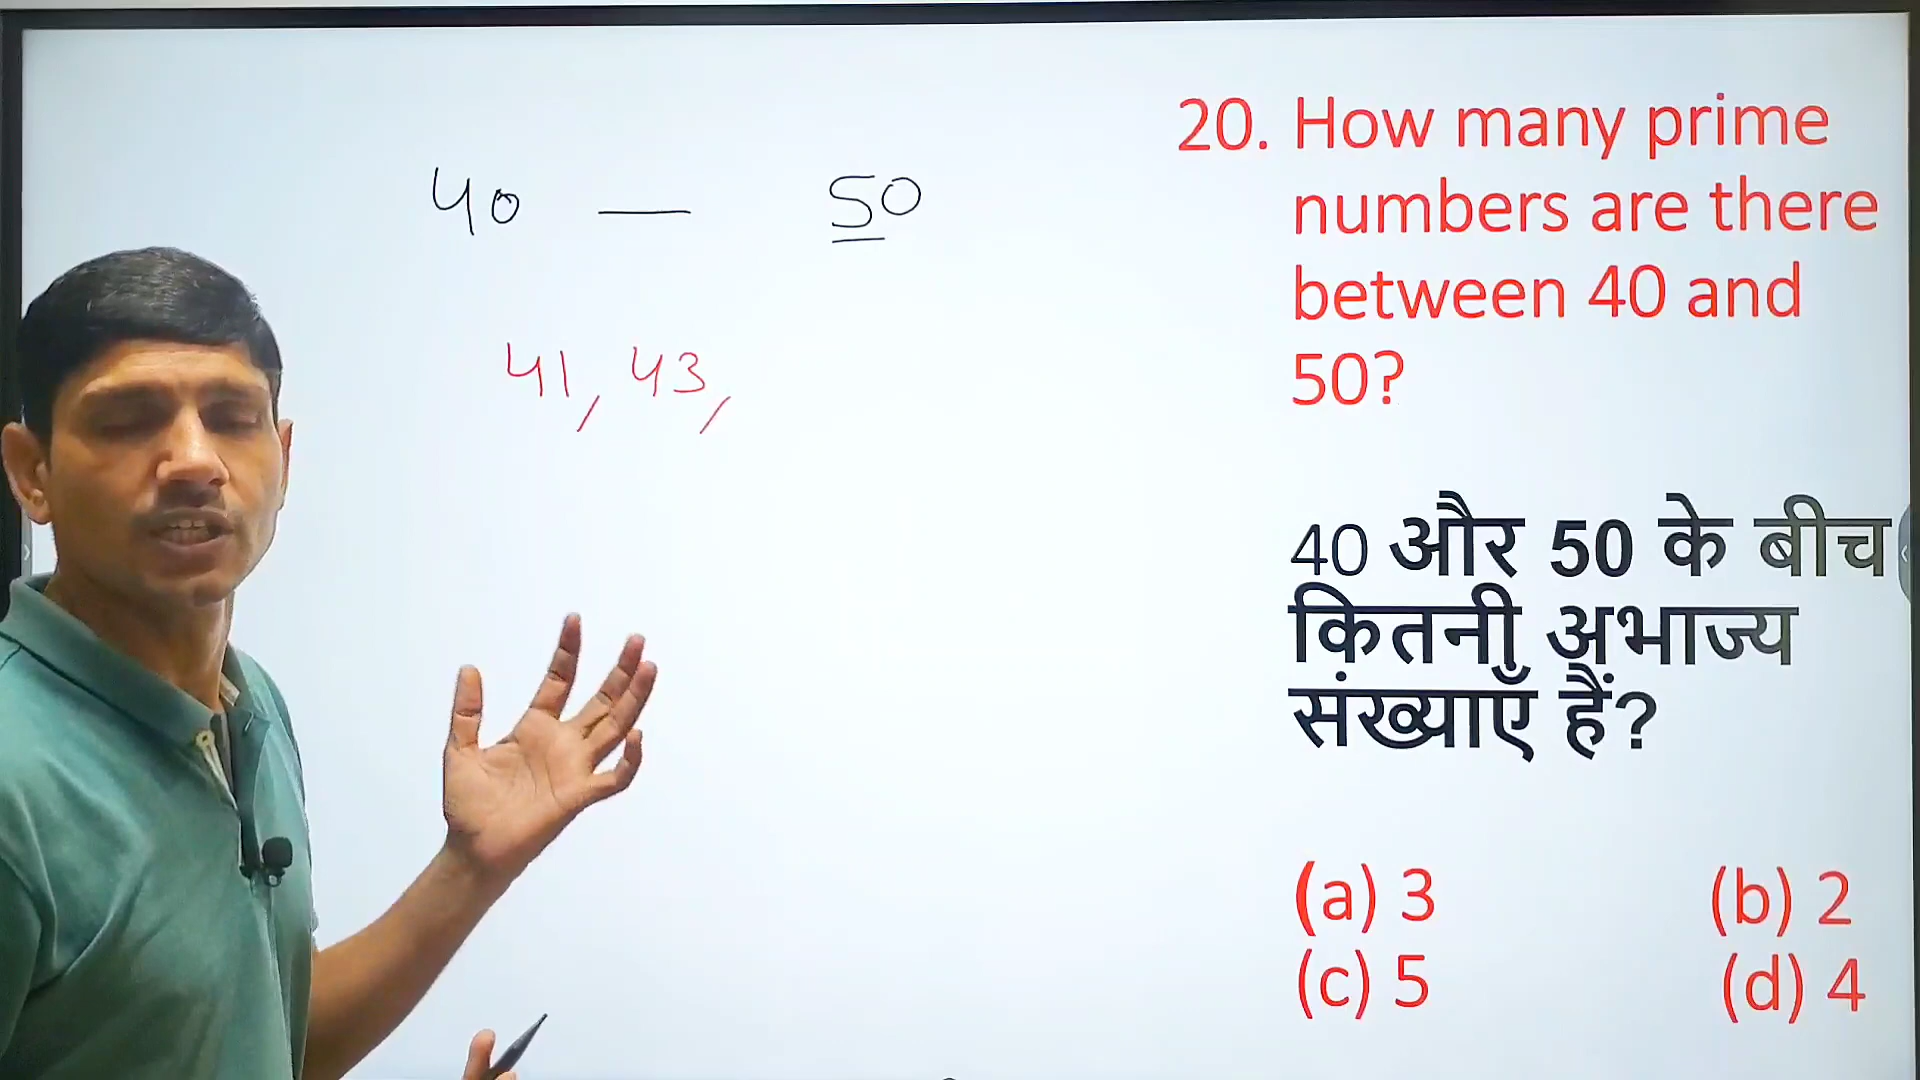 40 — 50
41, 43,
20. How many prime
numbers are there
between 40 and
50?
40 और 50 के बीच
कितनी अभाज्य
संख्याएँ हैं?
(a) 3 (b) 2
(c) 5 (d) 4